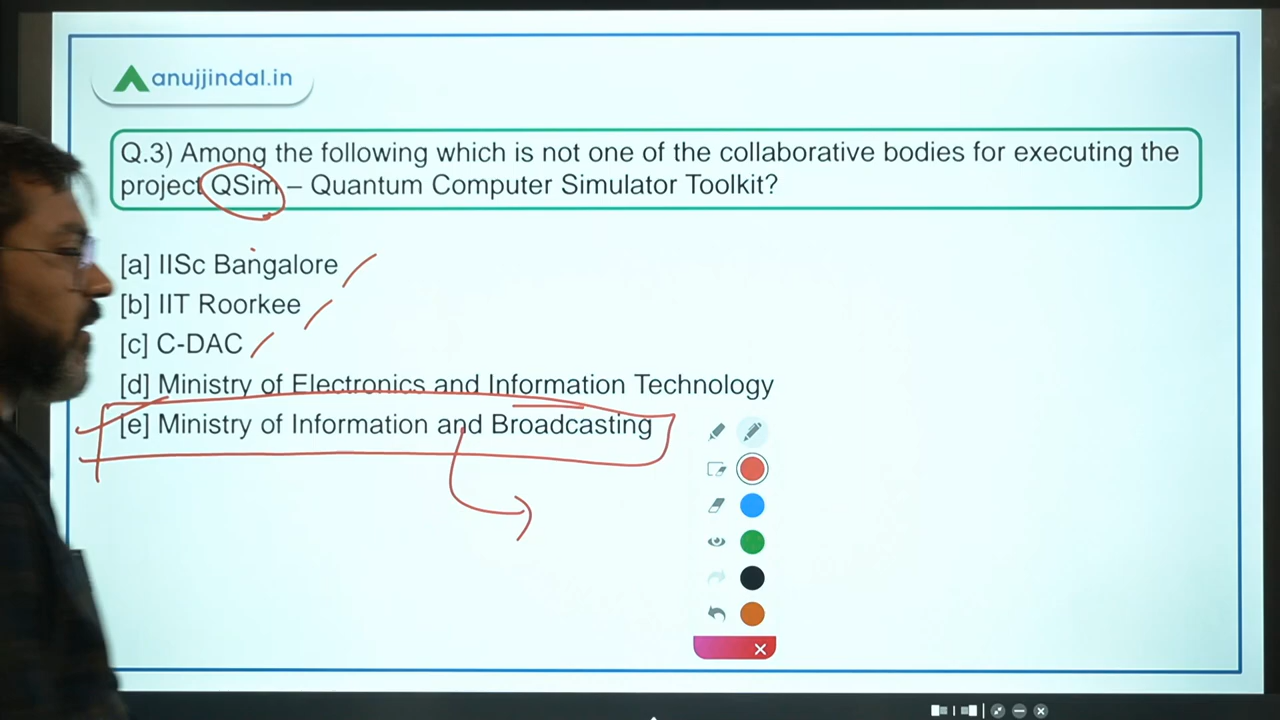 anujjindal.in
Q.3) Among the following which is not one of the collaborative bodies for executing the
project QSim – Quantum Computer Simulator Toolkit?
[a] IISc Bangalore
[b] IIT Roorkee
[c] C-DAC
[d] Ministry of Electronics and Information Technology
[e] Ministry of Information and Broadcasting